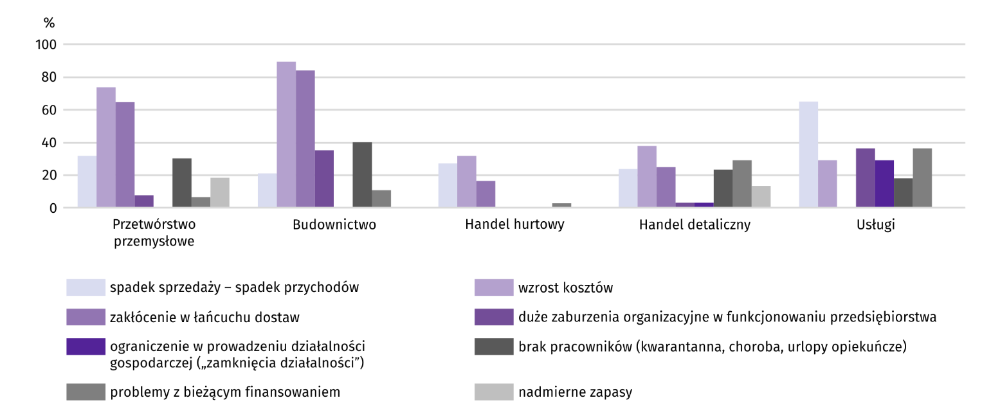 %
100
80
60
40
20
0
Przetwórstwo
przemysłowe
Budownictwo
Handel hurtowy
Handel detaliczny
Usługi
spadek sprzedaży – spadek przychodów
wzrost kosztów
zakłócenie w łańcuchu dostaw
duże zaburzenia organizacyjne w funkcjonowaniu przedsiębiorstwa
ograniczenie w prowadzeniu działalności
gospodarczej („zamknięcia działalności”)
brak pracowników (kwarantanna, choroba, urlopy opiekuńcze)
problemy z bieżącym finansowaniem
nadmierne zapasy